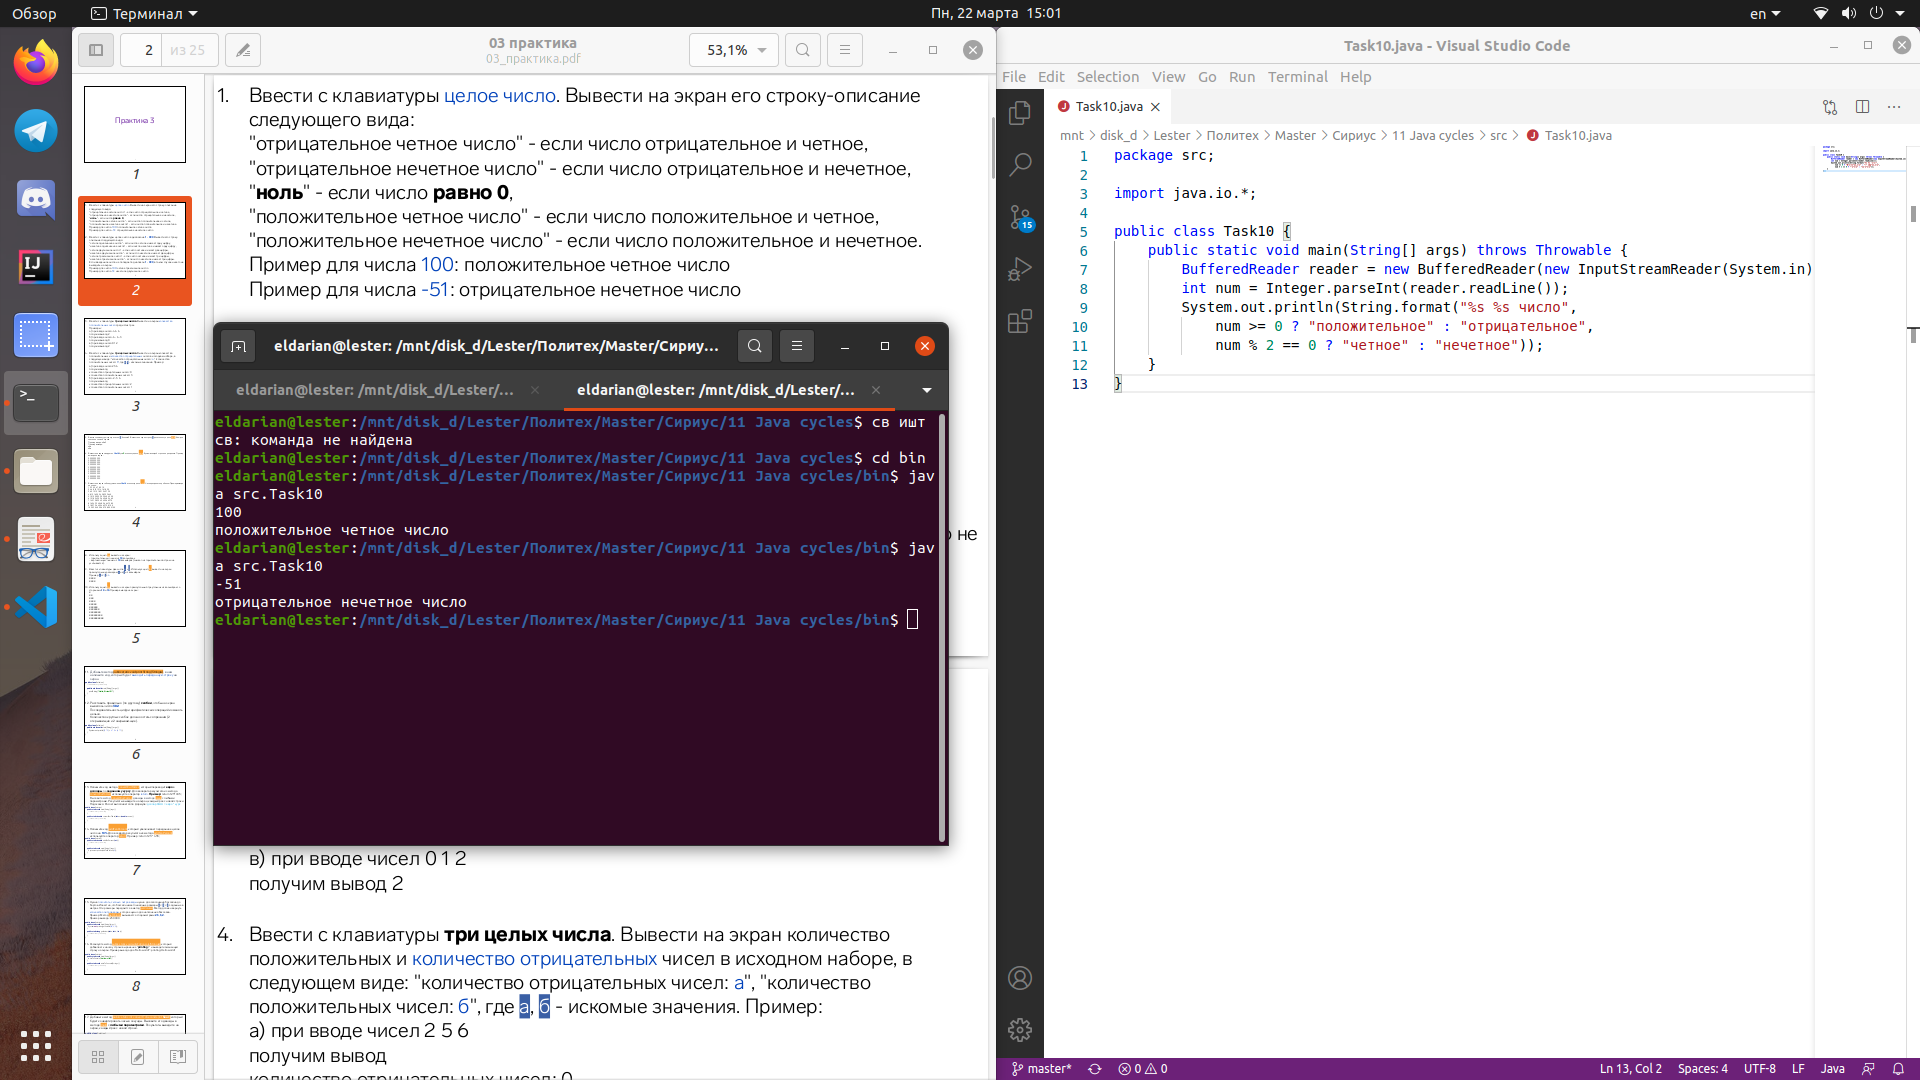 Обзор
Терминал
Пн, 22 марта 15:01
en
2
из 25
03 практика
03_практика.pdf
53,1%
Практика 3
1
2
3
4
5
6
7
8
1. Ввести с клавиатуры целое число. Вывести на экран его строку-описание
следующего вида:
"отрицательное четное число" - если число отрицательное и четное,
"отрицательное нечетное число" - если число отрицательное и нечетное,
"ноль" - если число равно 0,
"положительное четное число" - если число положительное и четное,
"положительное нечетное число" - если число положительное и нечетное.
Пример для числа 100: положительное четное число
Пример для числа -51: отрицательное нечетное число
eldarian@lester: /mnt/disk_d/Lester/Политех/Master/Сириу...
eldarian@lester: /mnt/disk_d/Lester/...
eldarian@lester: /mnt/disk_d/Lester/...
eldarian@lester:/mnt/disk_d/Lester/Политех/Master/Сириус/11 Java cycles$ св ишт
св: команда не найдена
eldarian@lester:/mnt/disk_d/Lester/Политех/Master/Сириус/11 Java cycles$ cd bin
eldarian@lester:/mnt/disk_d/Lester/Политех/Master/Сириус/11 Java cycles/bin$ jav
a src.Task10
100
положительное четное число
eldarian@lester:/mnt/disk_d/Lester/Политех/Master/Сириус/11 Java cycles/bin$ jav
a src.Task10
-51
отрицательное нечетное число
eldarian@lester:/mnt/disk_d/Lester/Политех/Master/Сириус/11 Java cycles/bin$
не
в) при вводе чисел 0 1 2
получим вывод 2
4. Ввести с клавиатуры три целых числа. Вывести на экран количество
положительных и количество отрицательных чисел в исходном наборе, в
следующем виде: "количество отрицательных чисел: а", "количество
положительных чисел: б", где а, б - искомые значения. Пример:
а) при вводе чисел 2 5 6
получим вывод
количество отрицательных чисел: 0
Task10.java - Visual Studio Code
File Edit Selection View Go Run Terminal Help
Task10.java
mnt > disk_d > Lester > Политех > Master > Сириус > 11 Java cycles > src > Task10.java
15
1 package src;
2
3 import java.io.*;
4
5 public class Task10 {
6 public static void main(String[] args) throws Throwable {
7 BufferedReader reader = new BufferedReader(new InputStreamReader(System.in)
8 int num = Integer.parseInt(reader.readLine());
9 System.out.println(String.format("%s %s число",
10 num >= 0 ? "положительное" : "отрицательное",
11 num % 2 == 0 ? "четное" : "нечетное"));
12 }
13 }
master*
0 0
Ln 13, Col 2
Spaces: 4
UTF-8
LF
Java